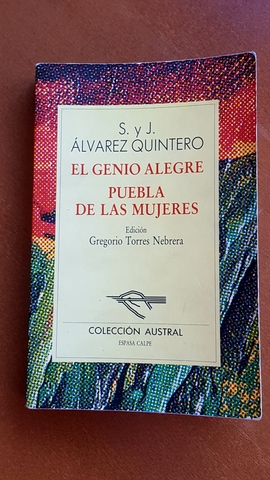 S. y J.
ÁLVAREZ QUINTERO
EL GENIO ALEGRE
PUEBLA
DE LAS MUJERES
Edición
Gregorio Torres Nebrera
COLECCIÓN AUSTRAL
ESPASA CALPE